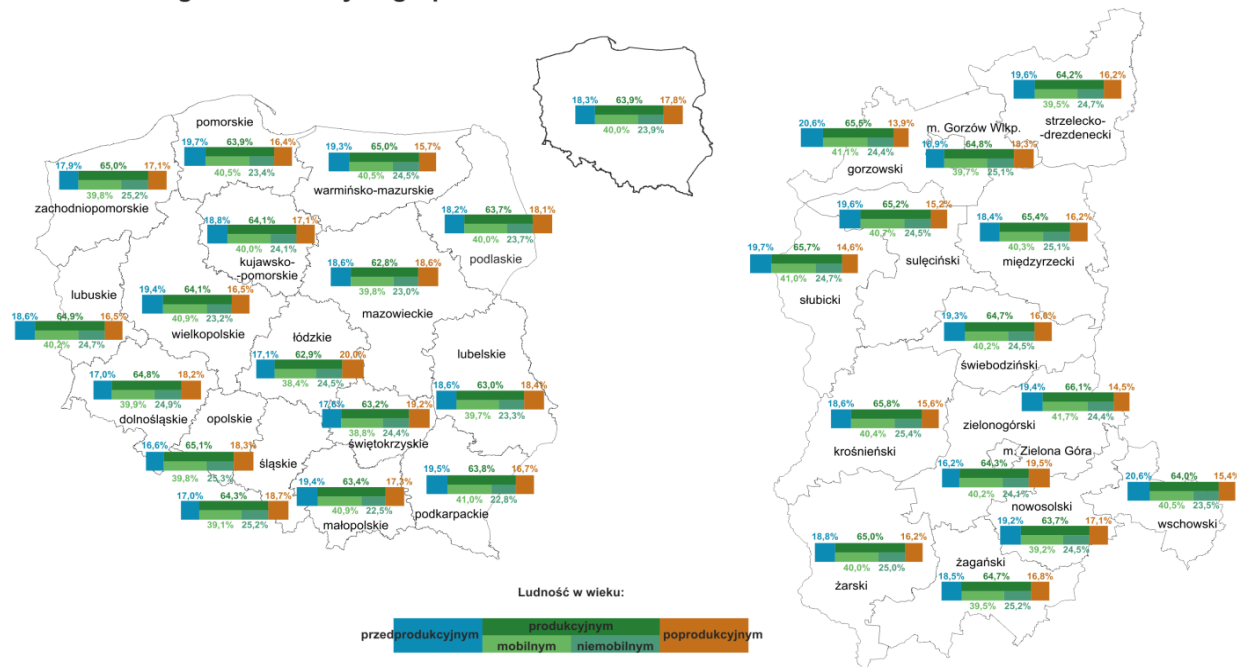 18,3% 63,9% 17,8%
40,0% 23,9%
pomorskie
19,7% 63,9% 16,4%
40,5% 23,4%
19,3% 65,0% 15,7%
40,5% 24,5%
warmińsko-mazurskie
17,9% 65,0% 17,1%
39,8% 25,2%
zachodniopomorskie
18,2% 63,7% 18,1%
40,0% 23,7%
podlaskie
18,8% 64,1% 17,1%
40,0% 24,1%
kujawsko-
-pomorskie
18,6% 62,8% 18,6%
39,8% 23,0%
mazowieckie
lubuskie
18,6% 64,9% 16,5%
40,2% 24,7%
19,4% 64,1% 16,5%
40,9% 23,2%
wielkopolskie
łódzkie
17,1% 62,9% 20,0%
38,4% 24,5%
lubelskie
18,6% 63,0% 18,4%
39,7% 23,3%
17,0% 64,8% 18,2%
39,9% 24,9%
dolnośląskie
opolskie
16,6% 65,1% 18,3%
39,8% 25,3%
17,6% 63,2% 19,2%
38,8% 24,4%
świętokrzyskie
śląskie
17,0% 64,3% 18,7%
39,1% 25,2%
19,4% 63,4% 17,3%
40,9% 22,5%
małopolskie
19,5% 63,8% 16,7%
41,0% 22,8%
podkarpackie
19,6% 64,2% 16,2%
39,5% 24,7%
strzelecko-
-drezdenecki
20,6% 65,5% 13,9%
41,1% 24,4%
gorzowski
m. Gorzów Wlkp.
16,9% 64,8% 18,3%
39,7% 25,1%
19,6% 65,2% 15,2%
40,7% 24,5%
sulęciński
18,4% 65,4% 16,2%
40,3% 25,1%
międzyrzecki
19,7% 65,7% 14,6%
41,0% 24,7%
słubicki
19,3% 64,7% 16,0%
40,2% 24,5%
świebodziński
19,4% 66,1% 14,5%
41,7% 24,4%
zielonogórski
18,6% 65,8% 15,6%
40,4% 25,4%
krośnieński
m. Zielona Góra
16,2% 64,3% 19,5%
40,2% 24,1%
20,6% 64,0% 15,4%
40,5% 23,5%
wschowski
nowosolski
19,2% 63,7% 17,1%
39,2% 24,5%
18,8% 65,0% 16,2%
40,0% 25,0%
żarski
żagański
18,5% 64,7% 16,8%
39,5% 25,2%
Ludność w wieku:
przedprodukcyjnym produkcyjnym poprodukcyjnym
mobilnym niemobilnym